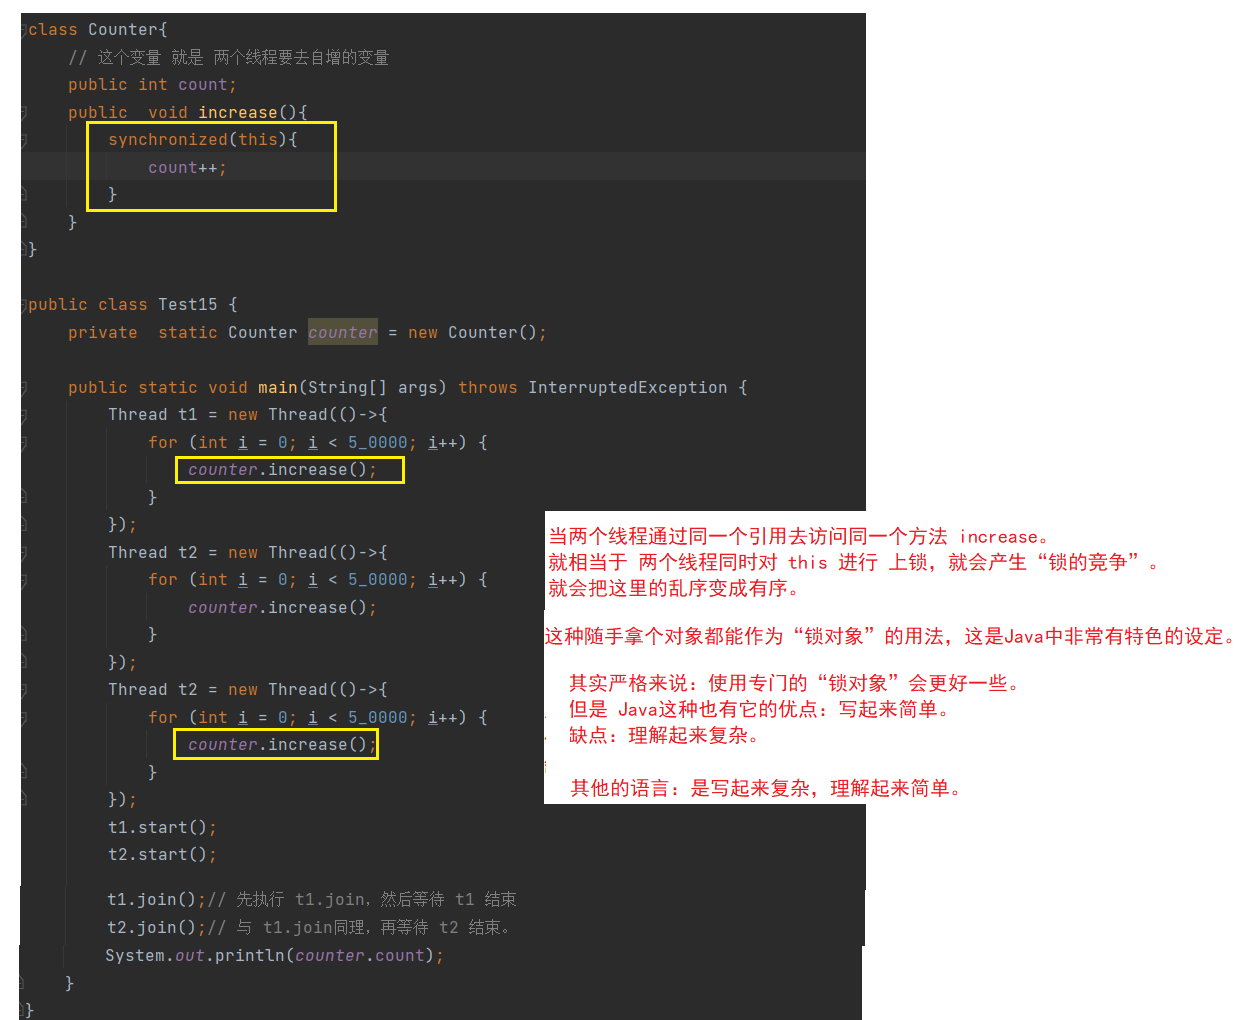 class Counter{
// 这个变量 就是 两个线程要去自增的变量
public int count;
public  void increase(){
synchronized(this){
count++;
}
}
}
public class Test15 {
private  static Counter counter = new Counter();
public static void main(String[] args) throws InterruptedException {
Thread t1 = new Thread(()->{
for (int i = 0; i < 5_0000; i++) {
counter.increase();
}
});
Thread t2 = new Thread(()->{
for (int i = 0; i < 5_0000; i++) {
counter.increase();
}
});
Thread t2 = new Thread(()->{
for (int i = 0; i < 5_0000; i++) {
counter.increase();
}
});
t1.start();
t2.start();
t1.join();// 先执行 t1.join，然后等待 t1 结束
t2.join();// 与 t1.join同理，再等待 t2 结束。
System.out.println(counter.count);
}
}
当两个线程通过同一个引用去访问同一个方法 increase。
就相当于 两个线程同时对 this 进行 上锁，就会产生“锁的竞争”。
就会把这里的乱序变成有序。
这种随手拿个对象都能作为“锁对象”的用法，这是Java中非常有特色的设定。
其实严格来说：使用专门的“锁对象”会更好一些。
但是 Java这种也有它的优点：写起来简单。
缺点：理解起来复杂。
其他的语言：是写起来复杂，理解起来简单。